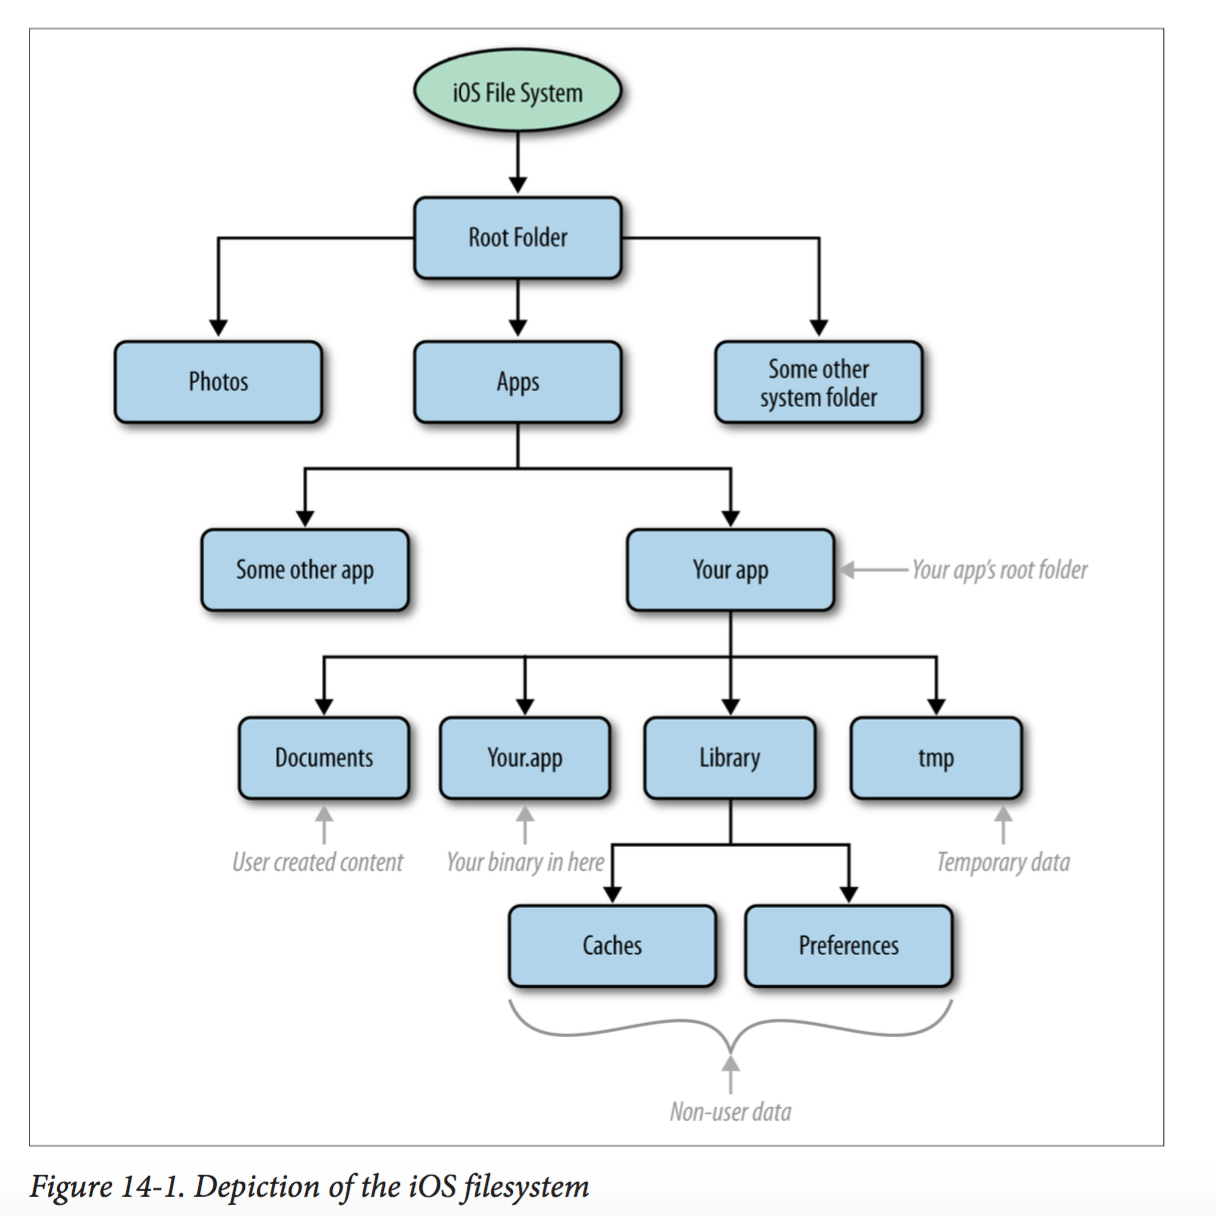 iOS File System
Root Folder
Photos
Apps
Some other
system folder
Some other app
Your app
Your app's root folder
Documents
Your.app
Library
tmp
User created content
Your binary in here
Temporary data
Caches
Preferences
Non-user data
Figure 14-1. Depiction of the iOS filesystem